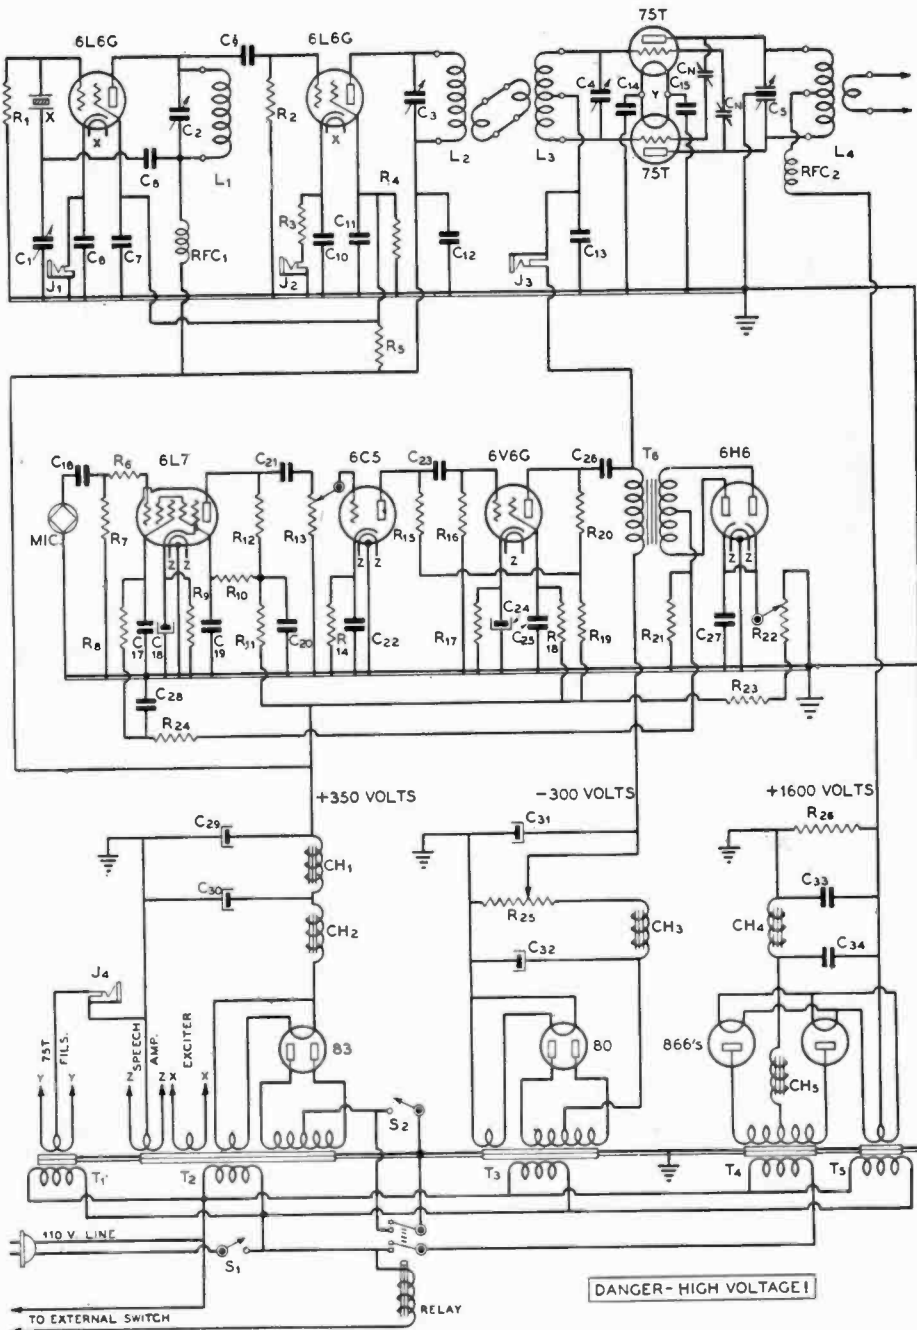 75T
6L6G
C9
6L6G
R1
X
X
C2
L1
R2
X
C3
L2
L3
C4
C14
Y
C15
CN
CN
C5
L4
75T
RFC2
C8
R3
R4
C1
J1
C6
C7
RFC1
J2
C10
C11
C12
J3
C13
R5
C16
R6
6L7
C21
6C5
C23
6V6G
C26
T6
6H6
MIC
R7
R12
R13
R15
R16
R20
Z
Z
Z
Z
Z
Z
Z
R8
C17
C18
R9
R10
C19
R11
C20
R14
C22
R17
C24
C25
R18
R19
R21
C27
R22
C28
R24
R23
+350 VOLTS
-300 VOLTS
+1600 VOLTS
C29
CH1
C31
R26
C30
CH2
R25
CH3
CH4
C33
C32
C34
J4
83
80
866's
CH5
Y 75T FILS. Y
Z SPEECH AMP. Z
X EXCITER X
S2
T1
T2
T3
T4
T5
110 V. LINE
S1
RELAY
TO EXTERNAL SWITCH
DANGER-HIGH VOLTAGE!